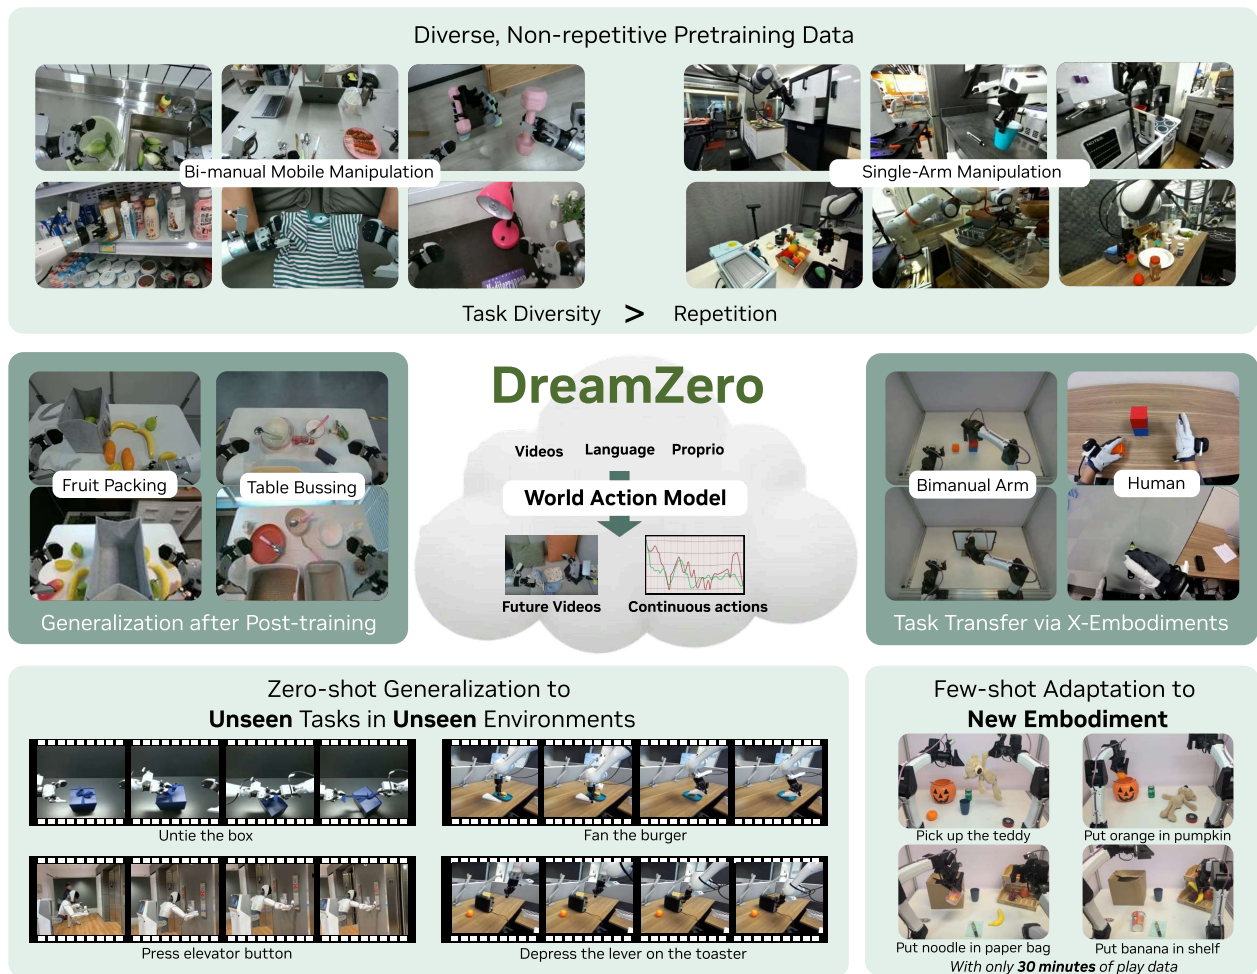 Diverse, Non-repetitive Pretraining Data
Bi-manual Mobile Manipulation
Single-Arm Manipulation
Task Diversity > Repetition
Fruit Packing
Table Bussing
Generalization after Post-training
DreamZero
Videos Language Proprio
World Action Model
Future Videos
Continuous actions
Bimanual Arm
Human
Task Transfer via X-Embodiments
Zero-shot Generalization to
Unseen Tasks in Unseen Environments
Untie the box
Fan the burger
Press elevator button
Depress the lever on the toaster
Few-shot Adaptation to
New Embodiment
Pick up the teddy
Put orange in pumpkin
Put noodle in paper bag
Put banana in shelf
With only 30 minutes of play data